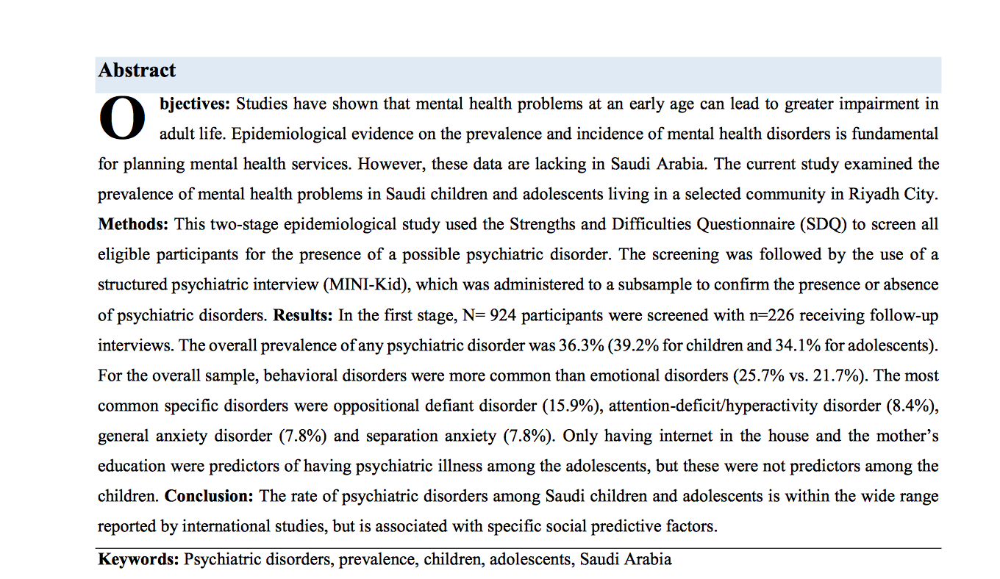 Abstract
Objectives: Studies have shown that mental health problems at an early age can lead to greater impairment in
adult life. Epidemiological evidence on the prevalence and incidence of mental health disorders is fundamental
for planning mental health services. However, these data are lacking in Saudi Arabia. The current study examined the
prevalence of mental health problems in Saudi children and adolescents living in a selected community in Riyadh City.
Methods: This two-stage epidemiological study used the Strengths and Difficulties Questionnaire (SDQ) to screen all
eligible participants for the presence of a possible psychiatric disorder. The screening was followed by the use of a
structured psychiatric interview (MINI-Kid), which was administered to a subsample to confirm the presence or absence
of psychiatric disorders. Results: In the first stage, N= 924 participants were screened with n=226 receiving follow-up
interviews. The overall prevalence of any psychiatric disorder was 36.3% (39.2% for children and 34.1% for adolescents).
For the overall sample, behavioral disorders were more common than emotional disorders (25.7% vs. 21.7%). The most
common specific disorders were oppositional defiant disorder (15.9%), attention-deficit/hyperactivity disorder (8.4%),
general anxiety disorder (7.8%) and separation anxiety (7.8%). Only having internet in the house and the mother’s
education were predictors of having psychiatric illness among the adolescents, but these were not predictors among the
children. Conclusion: The rate of psychiatric disorders among Saudi children and adolescents is within the wide range
reported by international studies, but is associated with specific social predictive factors.
Keywords: Psychiatric disorders, prevalence, children, adolescents, Saudi Arabia